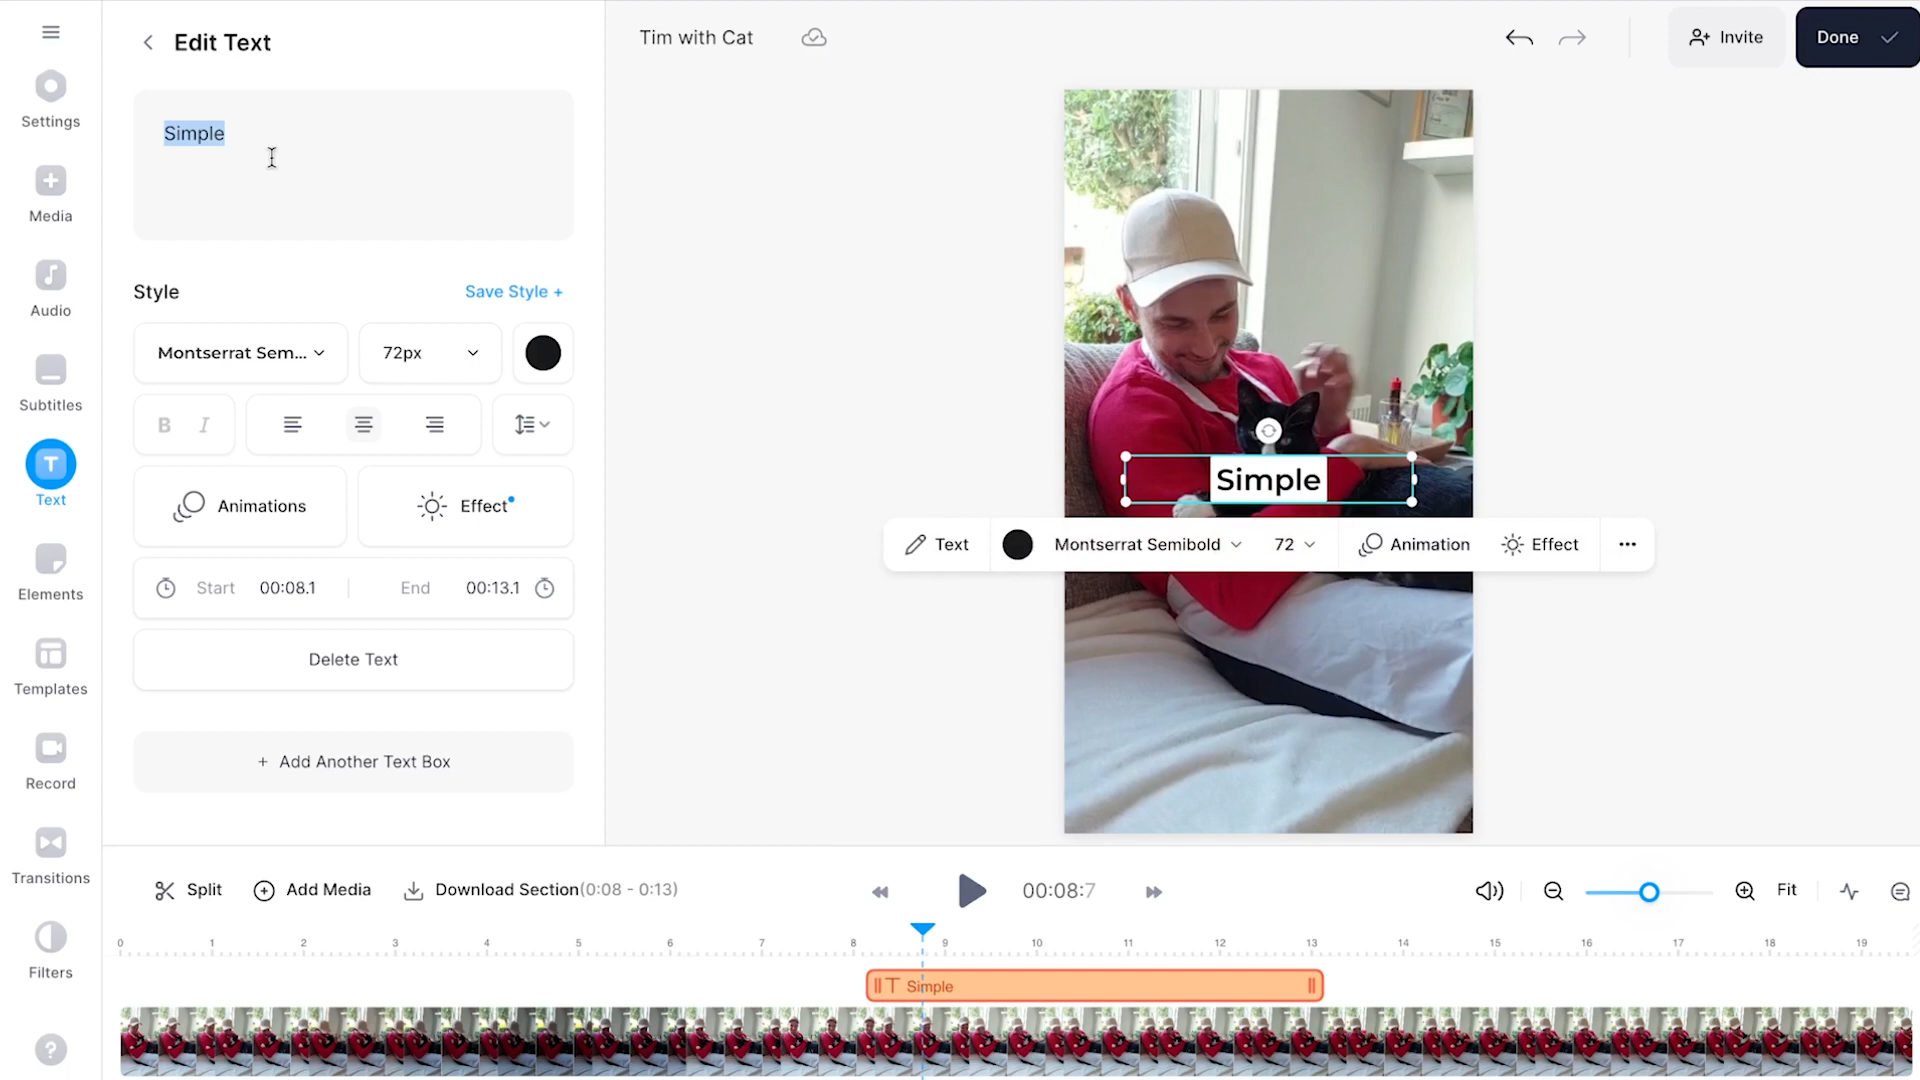 Edit Text
Tim with Cat
Invite
Done
Settings
Media
Audio
Subtitles
Text
Elements
Templates
Record
Transitions
Filters
?
Simple
Style
Save Style +
Montserrat Sem...
72px
B I
Animations
Effect
Start 00:08.1
End 00:13.1
Delete Text
+ Add Another Text Box
Simple
Text
Montserrat Semibold
72
Animation
Effect
Split
Add Media
Download Section(0:08 - 0:13)
00:08:7
Fit
0 1 2 3 4 5 6 7 8 9 10 11 12 13 14 15 16 17 18 19
T Simple